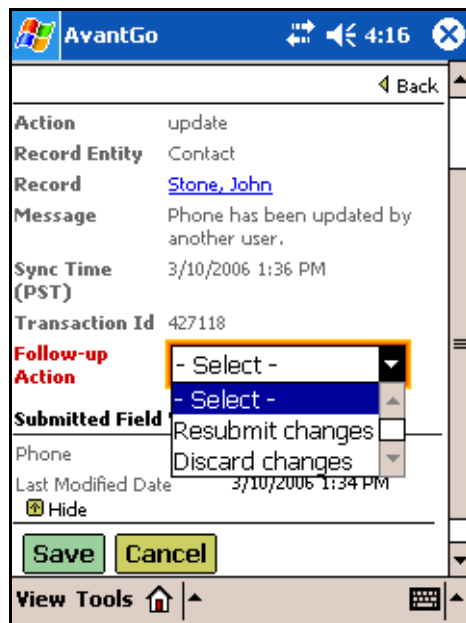 AvantGo 4:16
Back
Action update
Record Entity Contact
Record Stone, John
Message Phone has been updated by
another user.
Sync Time 3/10/2006 1:36 PM
(PST)
Transaction Id 427118
Follow-up
Action
- Select -
- Select -
Submitted Field
Resubmit changes
Phone
Discard changes
Last Modified Date 3/10/2006 1:34 PM
Hide
Save Cancel
View Tools